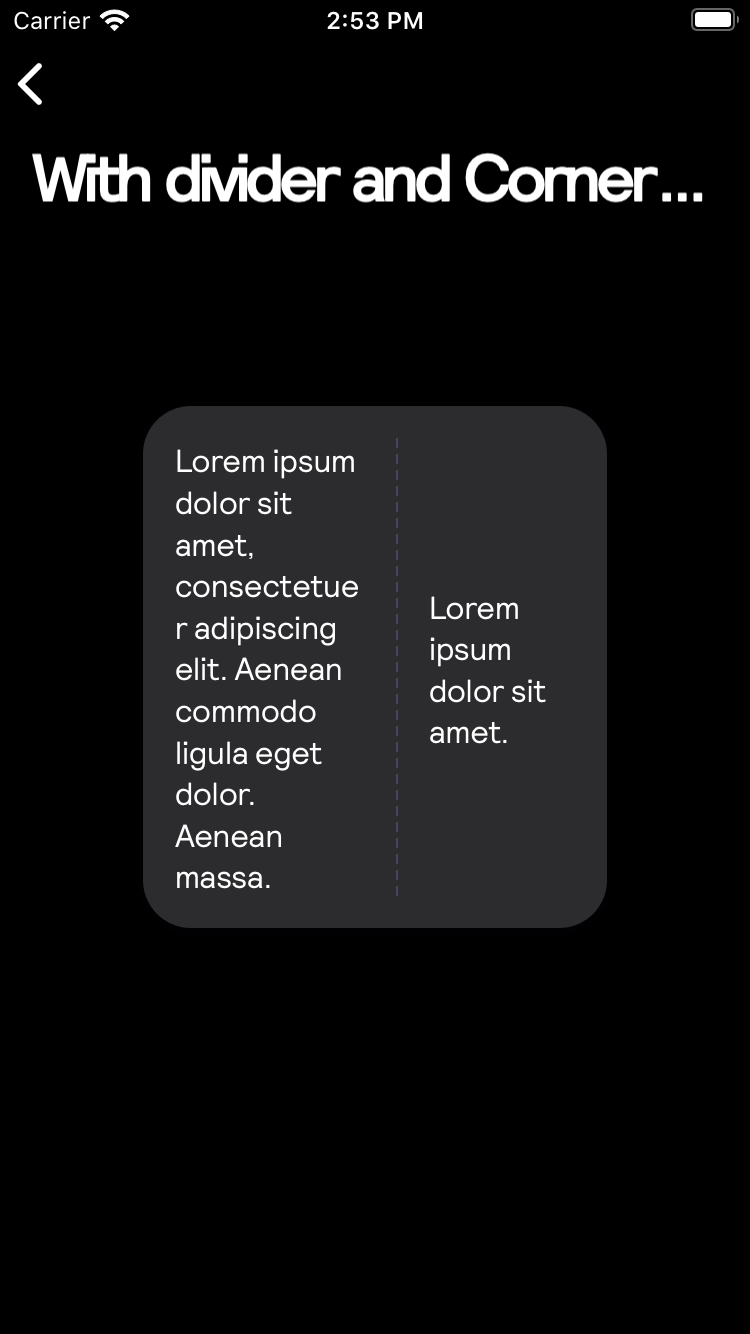 Carrier 2:53 PM
With divider and Corner...
Lorem ipsum
dolor sit
amet,
consectetue
r adipiscing
elit. Aenean
commodo
ligula eget
dolor.
Aenean
massa.
Lorem
ipsum
dolor sit
amet.